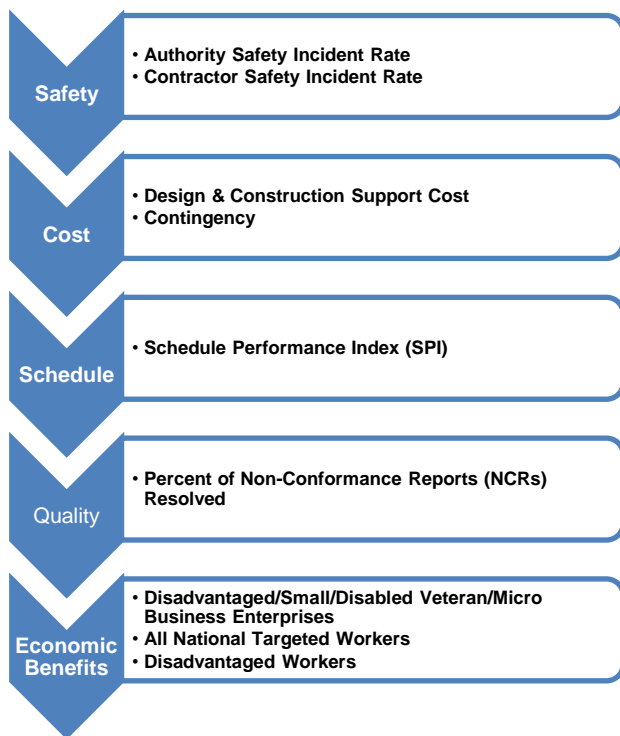 Safety
• Authority Safety Incident Rate
• Contractor Safety Incident Rate
Cost
• Design & Construction Support Cost
• Contingency
Schedule
• Schedule Performance Index (SPI)
Quality
• Percent of Non-Conformance Reports (NCRs)
Resolved
Economic
Benefits
• Disadvantaged/Small/Disabled Veteran/Micro
Business Enterprises
• All National Targeted Workers
• Disadvantaged Workers